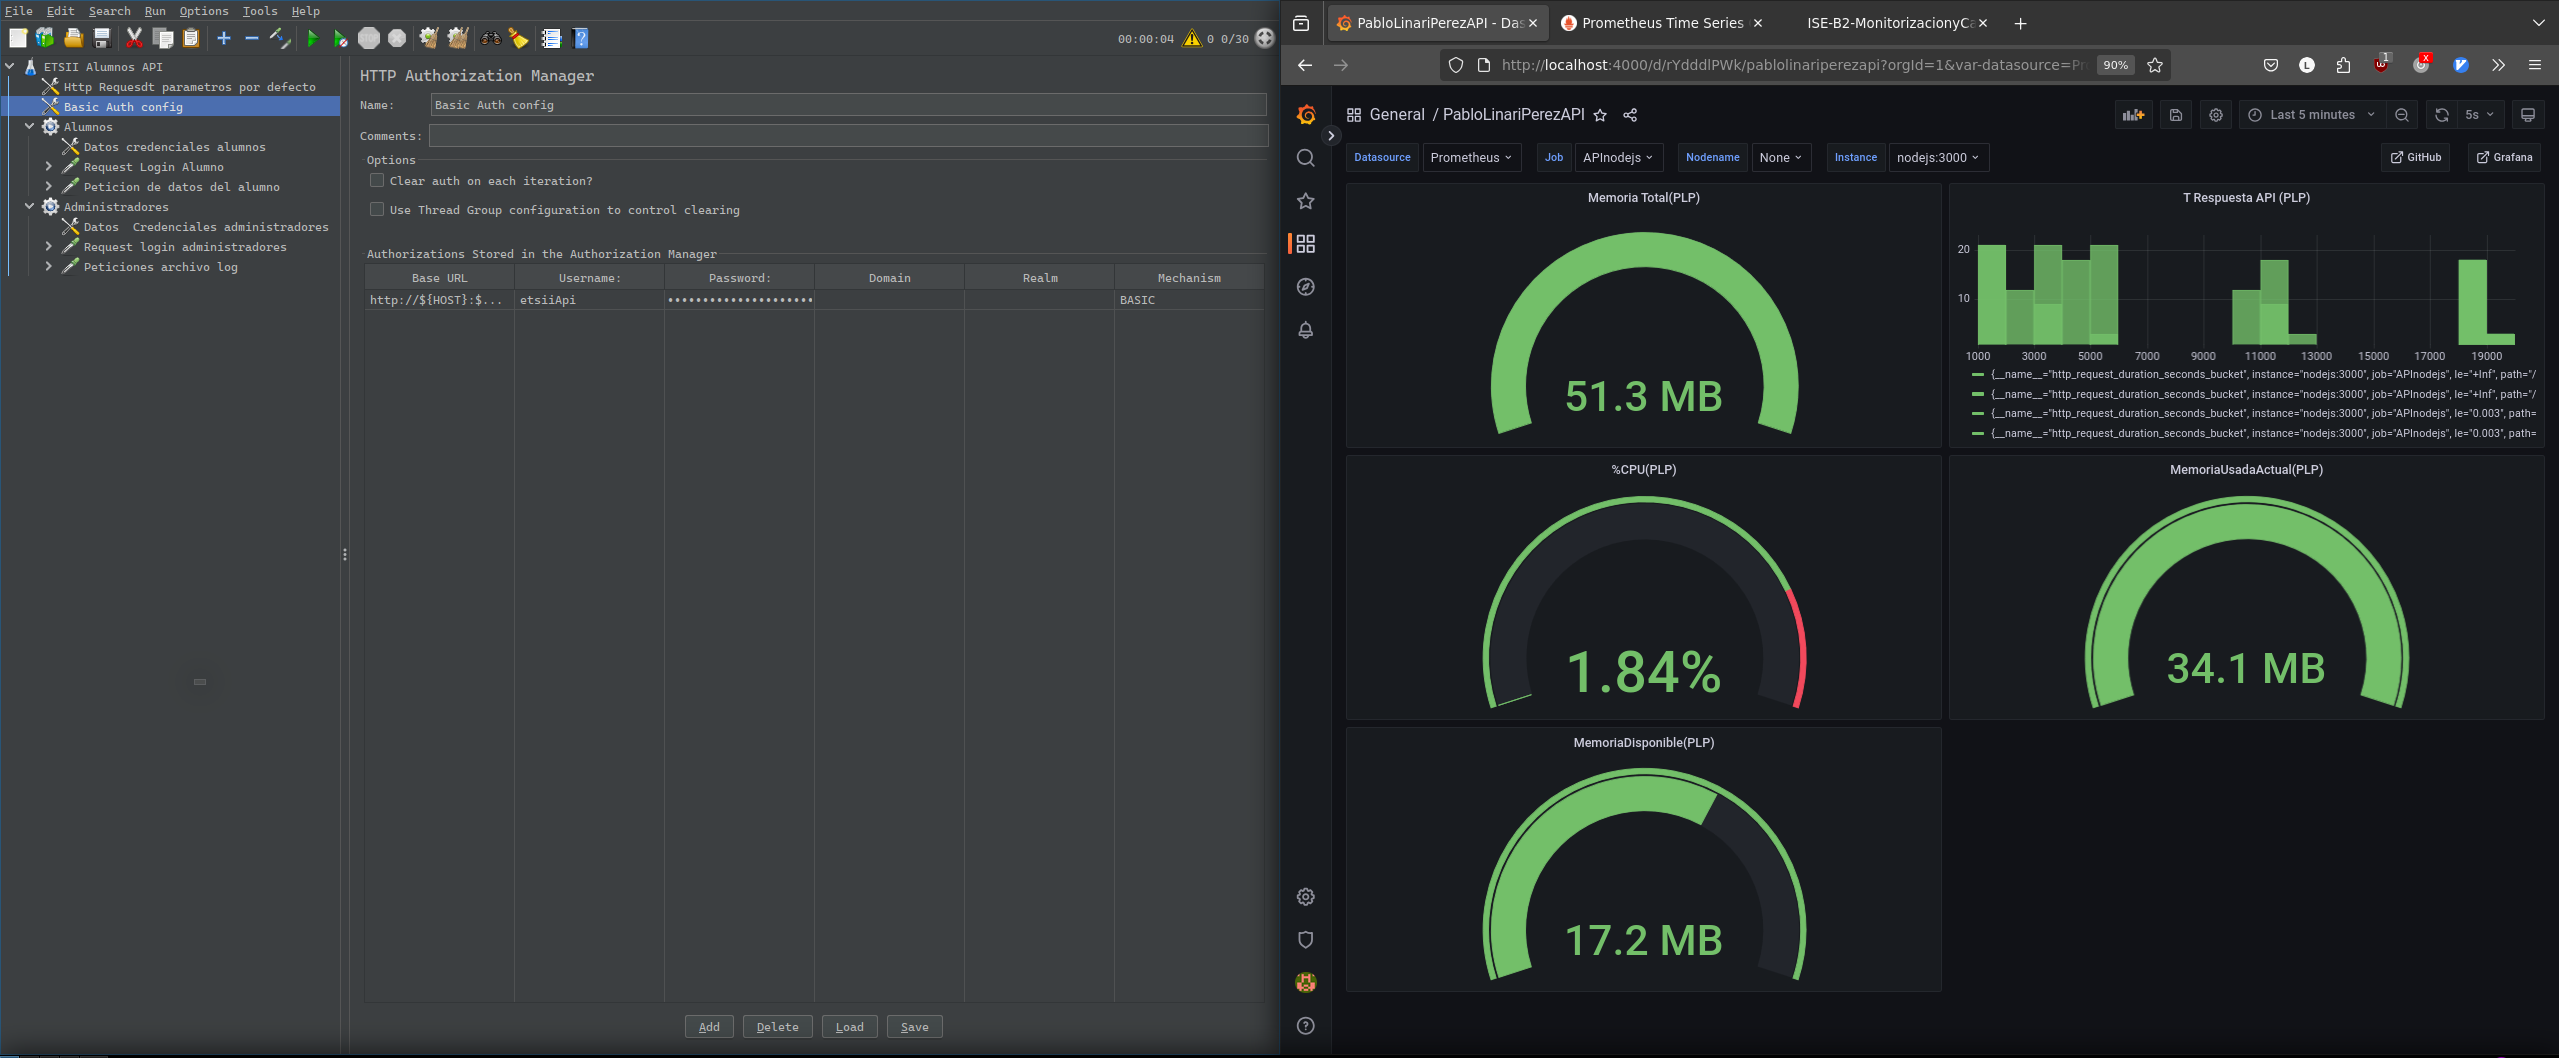 File Edit Search Run Options Tools Help
00:00:04 0 0/30
ETSII Alumnos API
Http Requesdt parametros por defecto
Basic Auth config
Alumnos
Datos credenciales alumnos
Request Login Alumno
Peticion de datos del alumno
Administradores
Datos Credenciales administradores
Request login administradores
Peticiones archivo log
HTTP Authorization Manager
Name: Basic Auth config
Comments:
Options
Clear auth on each iteration?
Use Thread Group configuration to control clearing
Authorizations Stored in the Authorization Manager
Base URL Username: Password: Domain Realm Mechanism
http://${HOST}:$... etsiiApi ••••••••••••••••••••• BASIC
Add Delete Load Save
PabloLinariPerezAPI - Das Prometheus Time Series ISE-B2-MonitorizacionyCa
http://localhost:4000/d/rYdddlPWk/pablolinariperezapi?orgId=1&var-datasource=Pr 90% L 1 x
General / PabloLinariPerezAPI Last 5 minutes 5s
Datasource Prometheus Job APInodejs Nodename None Instance nodejs:3000 GitHub Grafana
Memoria Total(PLP)
51.3 MB
T Respuesta API (PLP)
20
10
1000 3000 5000 7000 9000 11000 13000 15000 17000 19000
{__name__="http_request_duration_seconds_bucket", instance="nodejs:3000", job="APInodejs", le="+Inf", path="/
{__name__="http_request_duration_seconds_bucket", instance="nodejs:3000", job="APInodejs", le="+Inf", path="/
{__name__="http_request_duration_seconds_bucket", instance="nodejs:3000", job="APInodejs", le="0.003", path=
{__name__="http_request_duration_seconds_bucket", instance="nodejs:3000", job="APInodejs", le="0.003", path=
%CPU(PLP)
1.84%
MemoriaUsadaActual(PLP)
34.1 MB
MemoriaDisponible(PLP)
17.2 MB